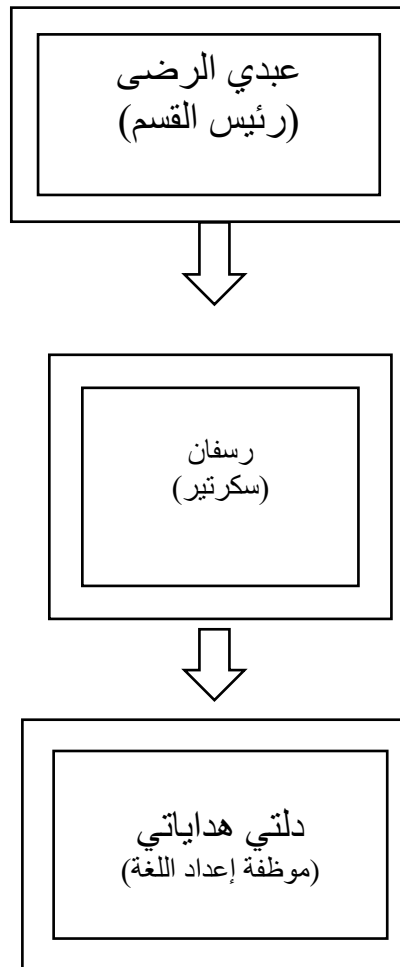 عبدي الرضى
(رئيس القسم)
رسفان
(سكرتير)
دلتي هداياتي
(موظفة إعداد اللغة)